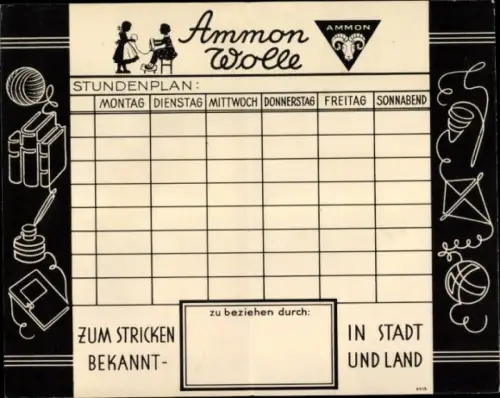 Ammon
Wolle
AMMON
STUNDENPLAN:
MONTAG DIENSTAG MITTWOCH DONNERSTAG FREITAG SONNABEND
zu beziehen durch:
ZUM STRICKEN
BEKANNT-
IN STADT
UND LAND